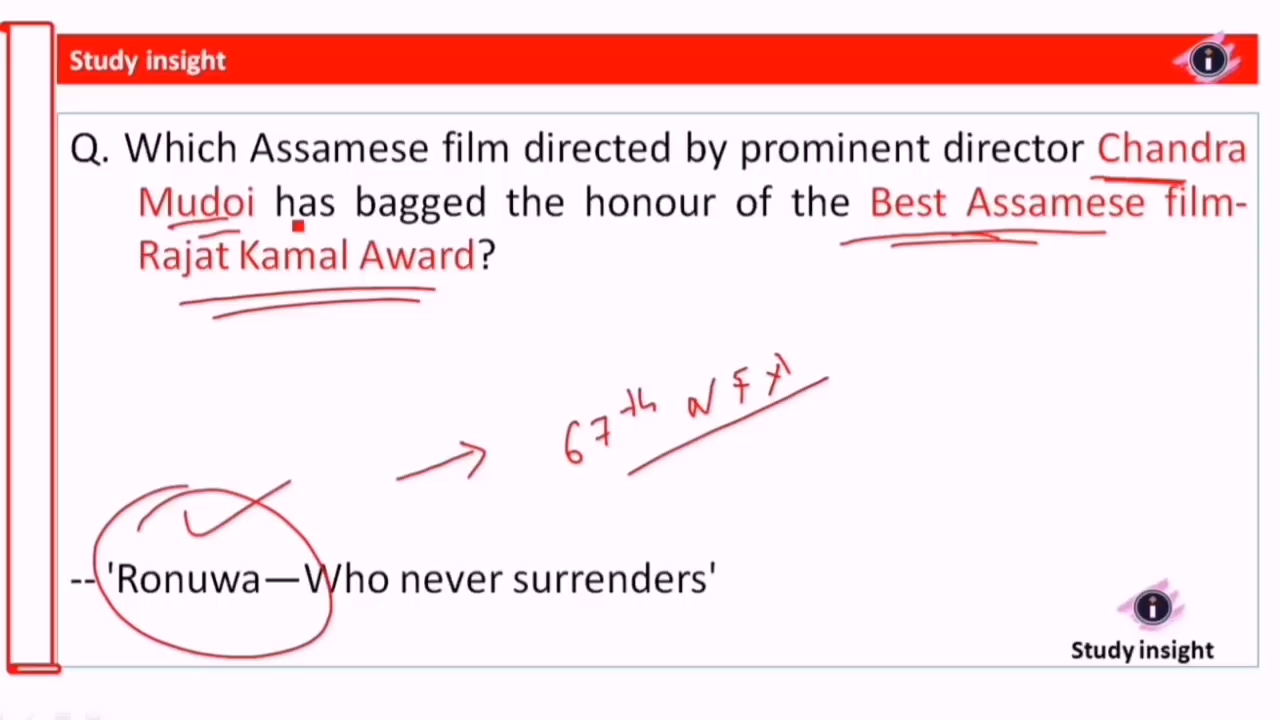 Study insight
Q. Which Assamese film directed by prominent director Chandra
Mudoi has bagged the honour of the Best Assamese film-
Rajat Kamal Award?
67th NFA
-- 'Ronuwa—Who never surrenders'
Study insight